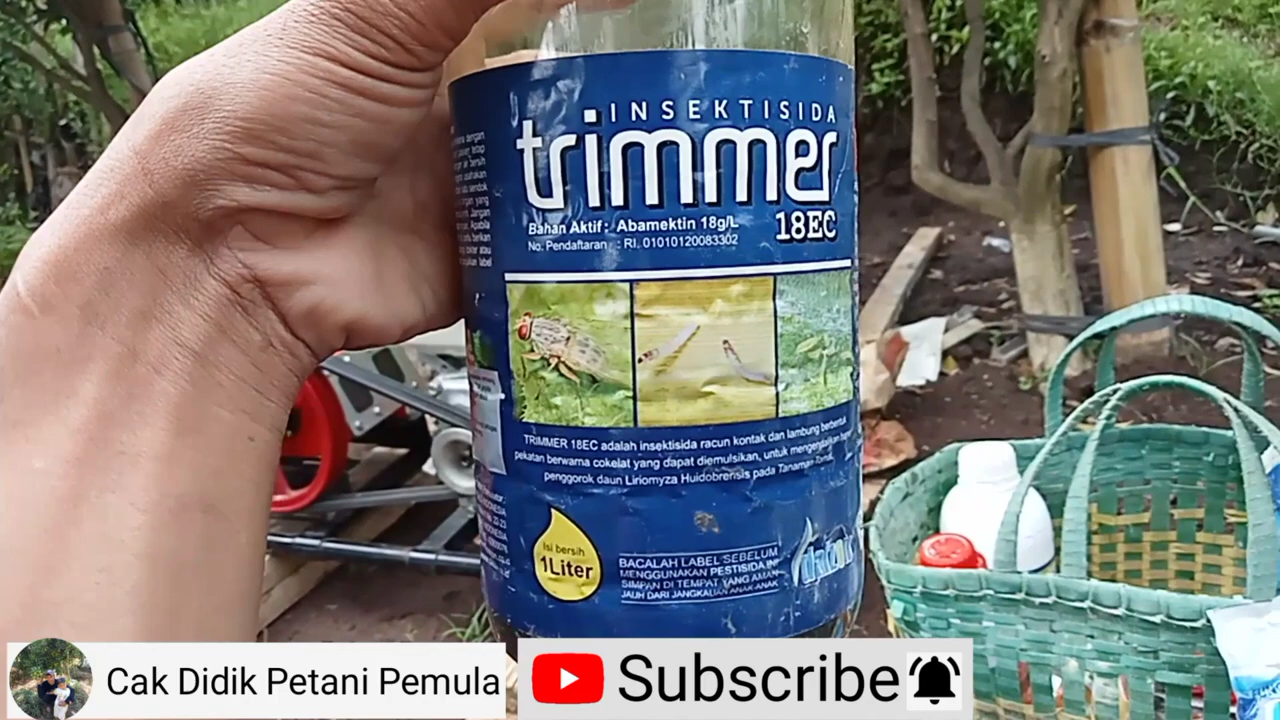 INSEKTISIDA
trimmer
18EC
Bahan Aktif : Abamektin 18g/L
No. Pendaftaran : RI. 01010120083302
TRIMMER 18EC adalah insektisida racun kontak dan lambung berbentuk
pekatan berwarna cokelat yang dapat diemulsikan, untuk mengendalikan hama
penggorok daun Liriomyza Huidobrensis pada Tanaman Tomat
Isi bersih
1Liter
BACALAH LABEL SEBELUM
MENGGUNAKAN PESTISIDA INI
SIMPAN DI TEMPAT YANG AMAN
JAUH DARI JANGKAUAN ANAK-ANAK
Cak Didik Petani Pemula
Subscribe